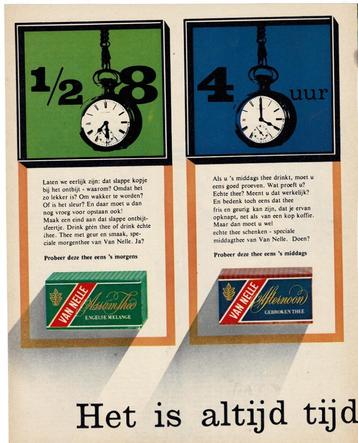 1/2 8
4 uur
Laten we eerlijk zijn: dat slappe kopje
bij het ontbijt - waarom? Omdat het
zo lekker is? Om wakker te worden?
Of is het sleur? En daar moet u dan
nog vroeg voor opstaan ook!
Maak een eind aan dat slappe ontbijt-
sfeertje. Drink géén thee of drink èchte
thee. Thee met geur en smaak, spe-
ciale morgenthee van Van Nelle. Ja?
Probeer deze thee eens 's morgens
Als u 's middags thee drinkt, moet u
eens goed proeven. Wat proeft u?
Echte thee? Meent u dat werkelijk?
En bedenk toch eens dat thee
fris en geurig kan zijn, dat je ervan
opknapt, net als van een kop koffie.
Maar dan moet u wel
echte thee schenken - speciale
middagthee van Van Nelle. Doen?
Probeer deze thee eens 's middags
VAN NELLE
Assam Thee
ENGELSE MELANGE
VAN NELLE
Afternoon
GEBROKEN THEE
Het is altijd tijd